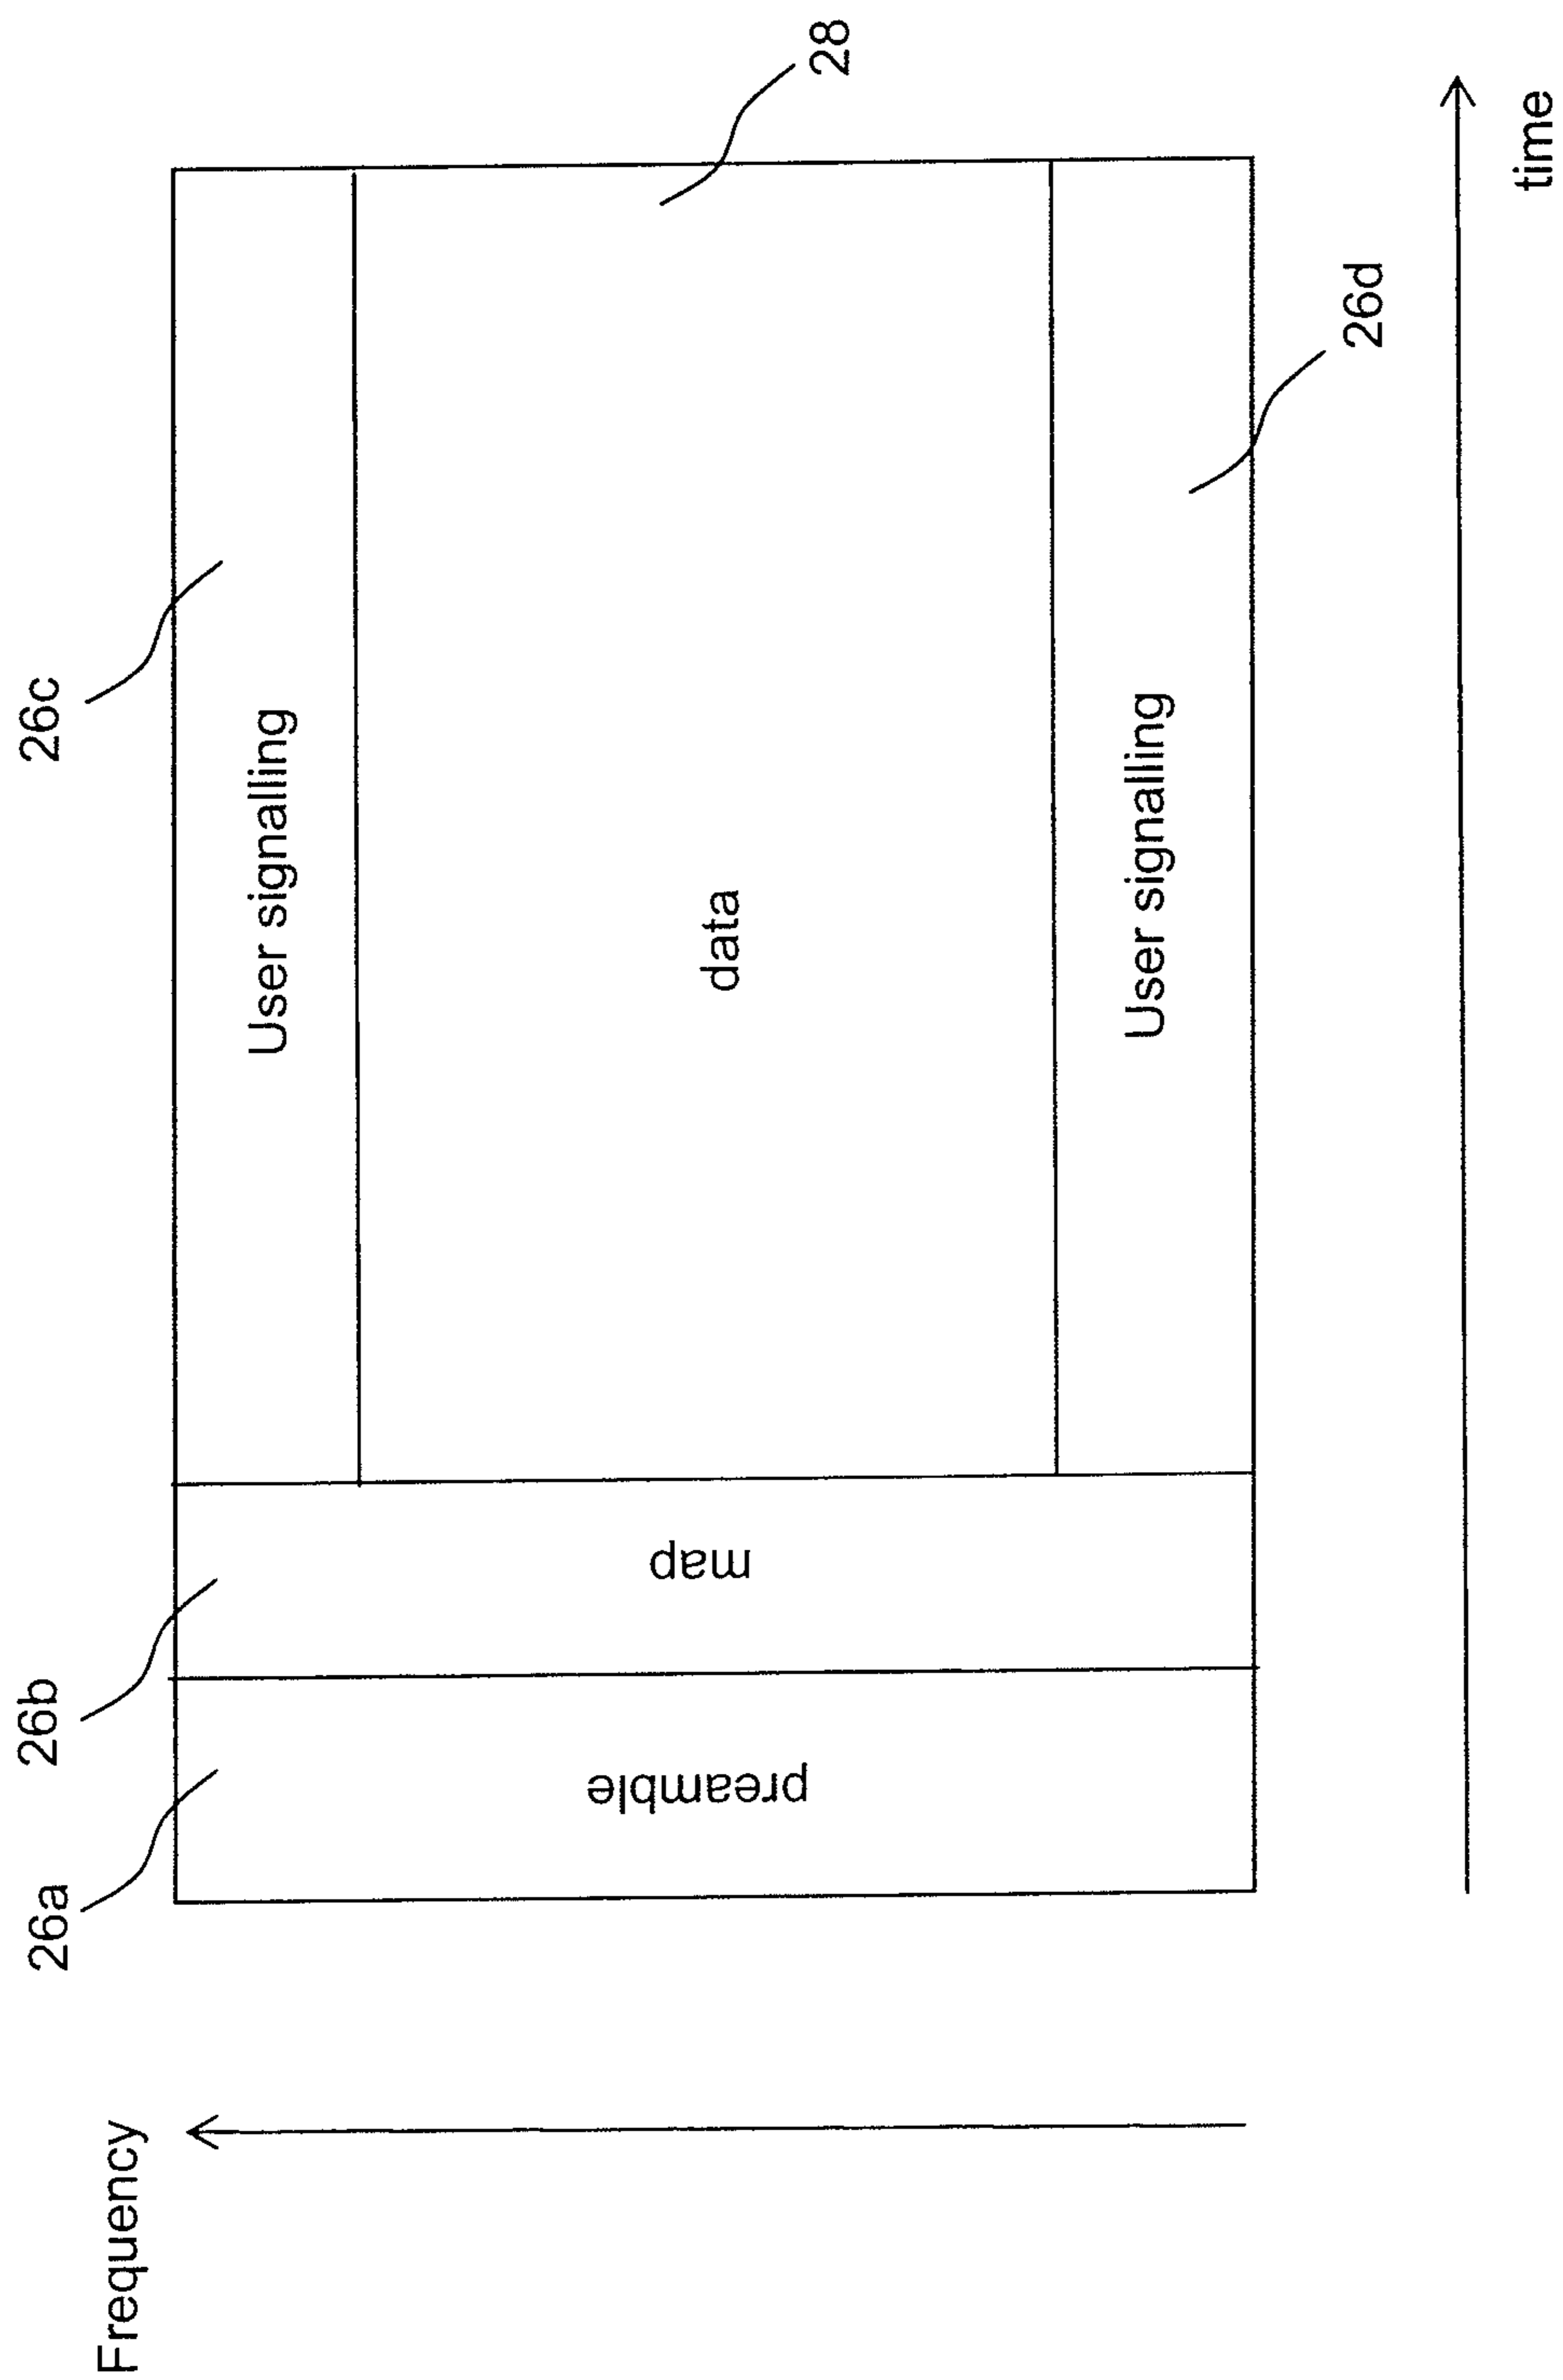 Frequency
26a
26b
26c
preamble
map
User signalling
data
User signalling
28
26d
time